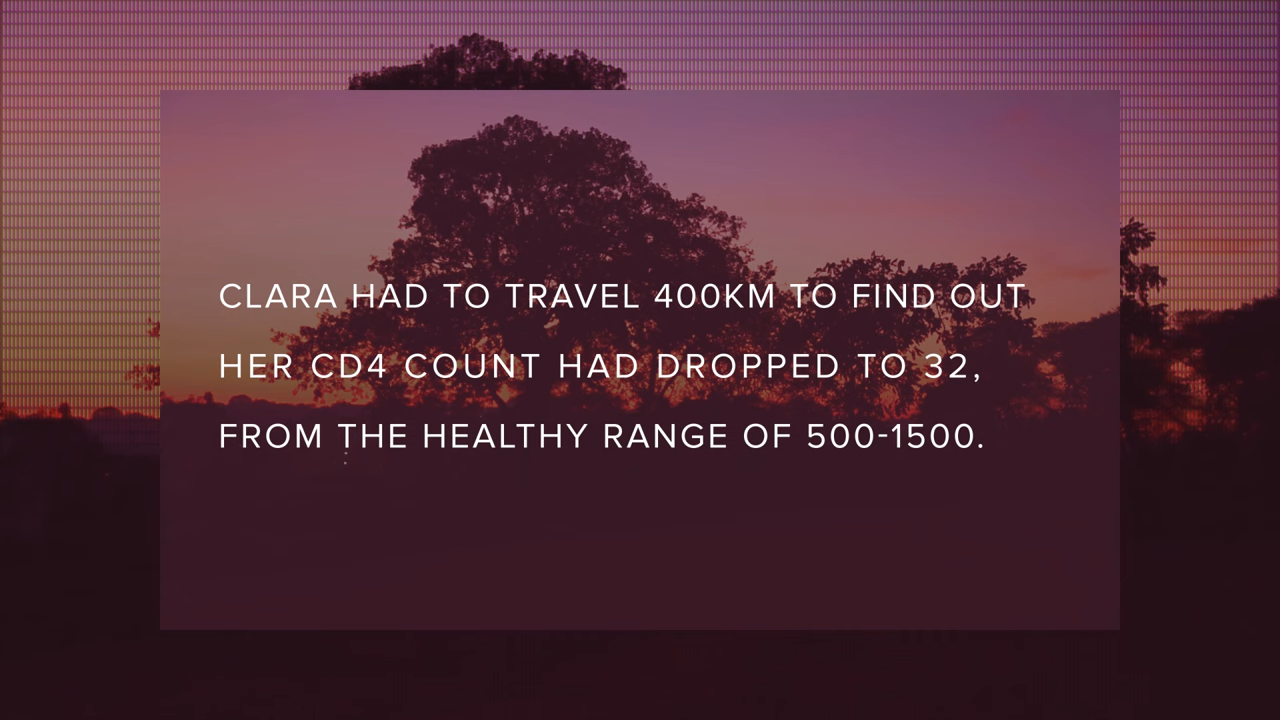 CLARA HAD TO TRAVEL 400KM TO FIND OUT
HER CD4 COUNT HAD DROPPED TO 32,
FROM THE HEALTHY RANGE OF 500-1500.